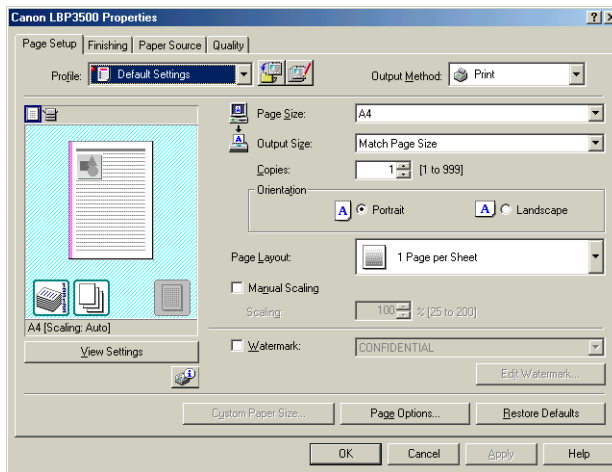 Canon LBP3500 Properties
Page Setup Finishing Paper Source Quality
Profile: Default Settings Output Method: Print
Page Size: A4
Output Size: Match Page Size
Copies: 1 [1 to 999]
Orientation
A Portrait A Landscape
Page Layout: 1 Page per Sheet
Manual Scaling
Scaling: 100 % [25 to 200]
A4 [Scaling: Auto]
View Settings
Watermark: CONFIDENTIAL
Edit Watermark...
Custom Paper Size... Page Options... Restore Defaults
OK Cancel Apply Help